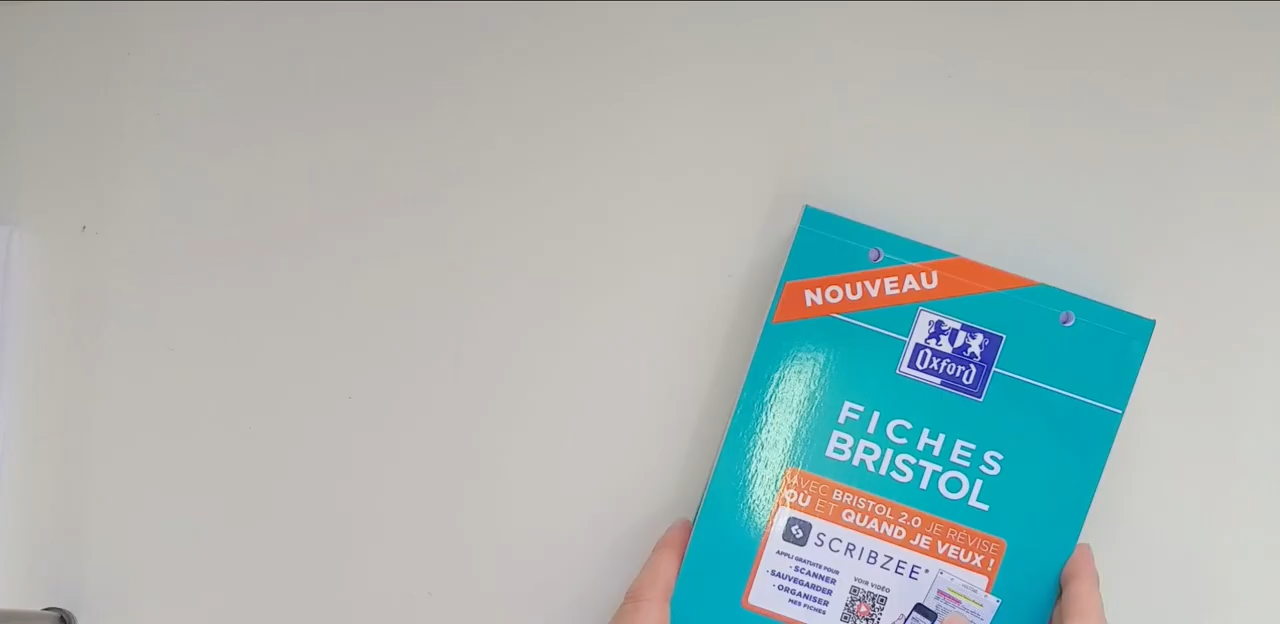 NOUVEAU
Oxford
FICHES
BRISTOL
AVEC BRISTOL 2.0 JE RÉVISE
OÙ ET QUAND JE VEUX !
SCRIBZEE®
APPLI GRATUITE POUR
- SCANNER
- SAUVEGARDER
- ORGANISER
MES FICHES
VOIR VIDÉO